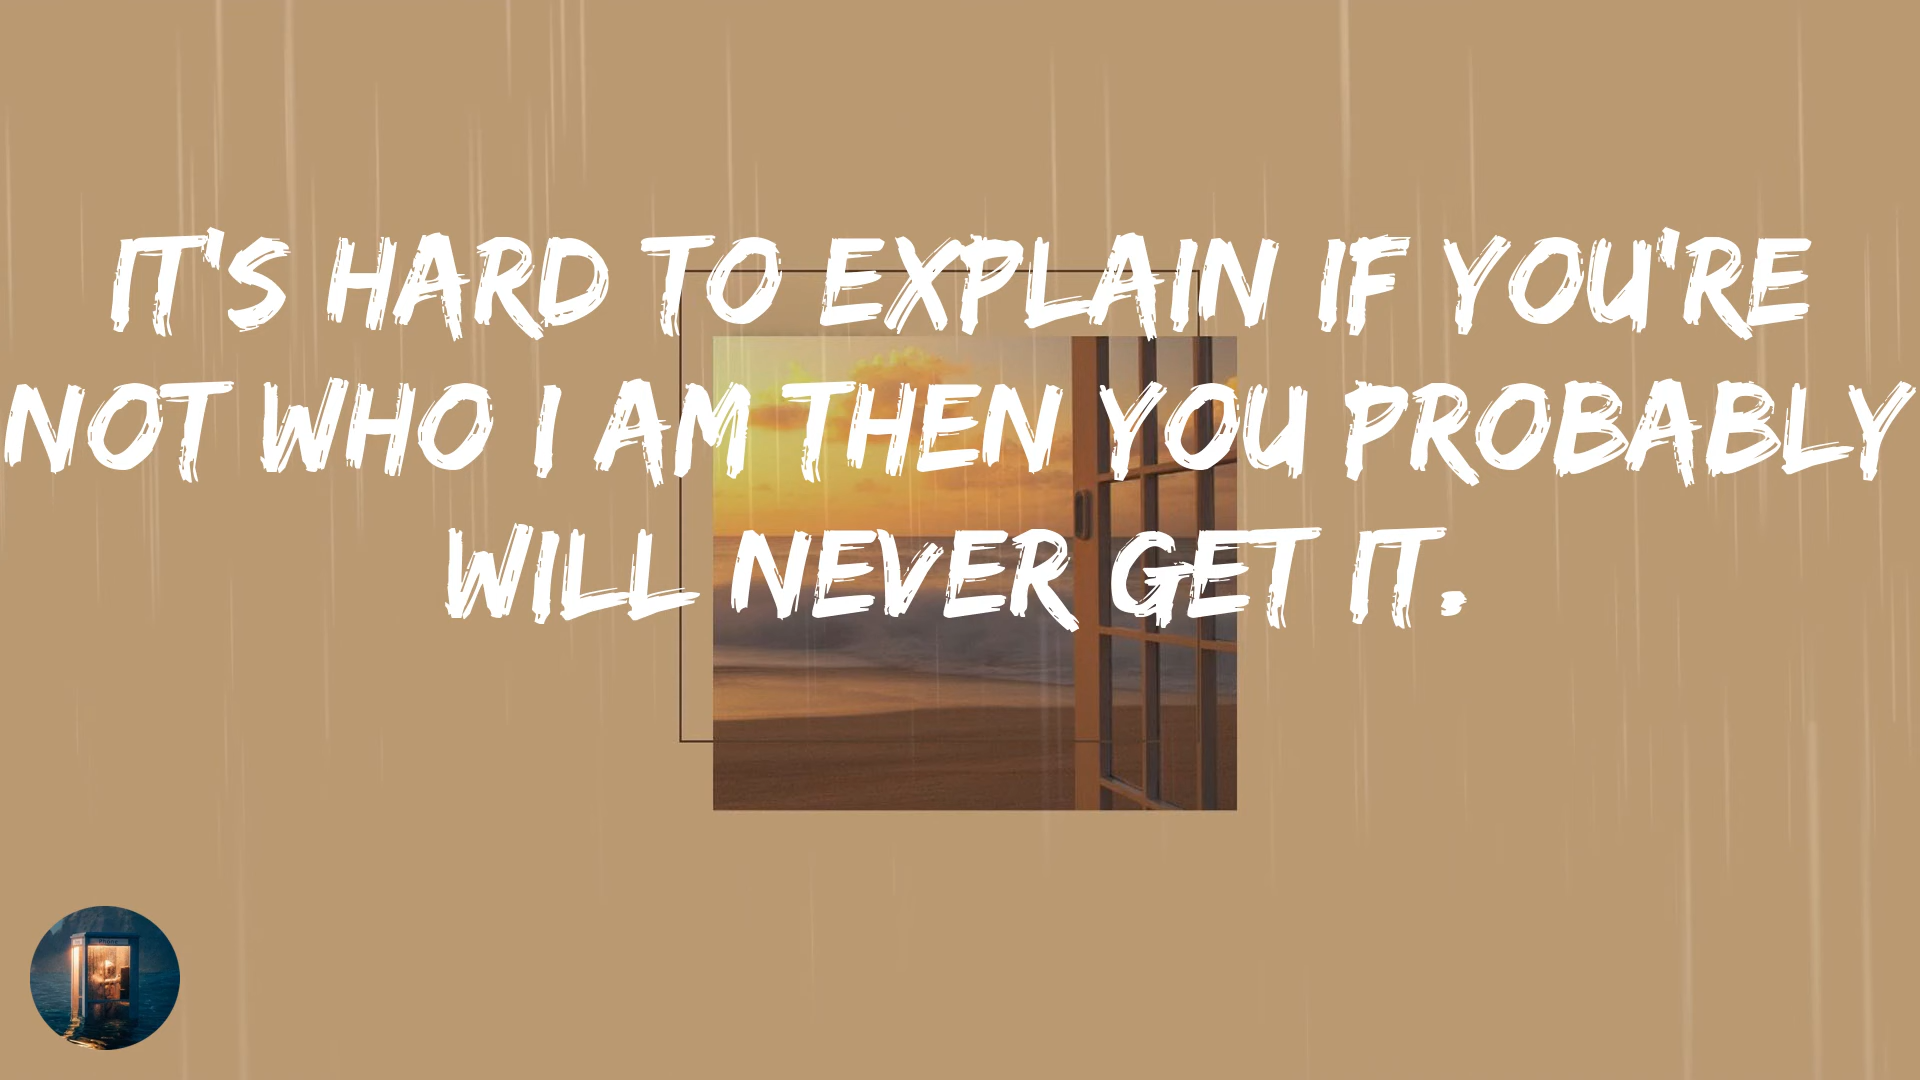 IT'S HARD TO EXPLAIN IF YOU'RE
NOT WHO I AM THEN YOU PROBABLY
WILL NEVER GET IT.